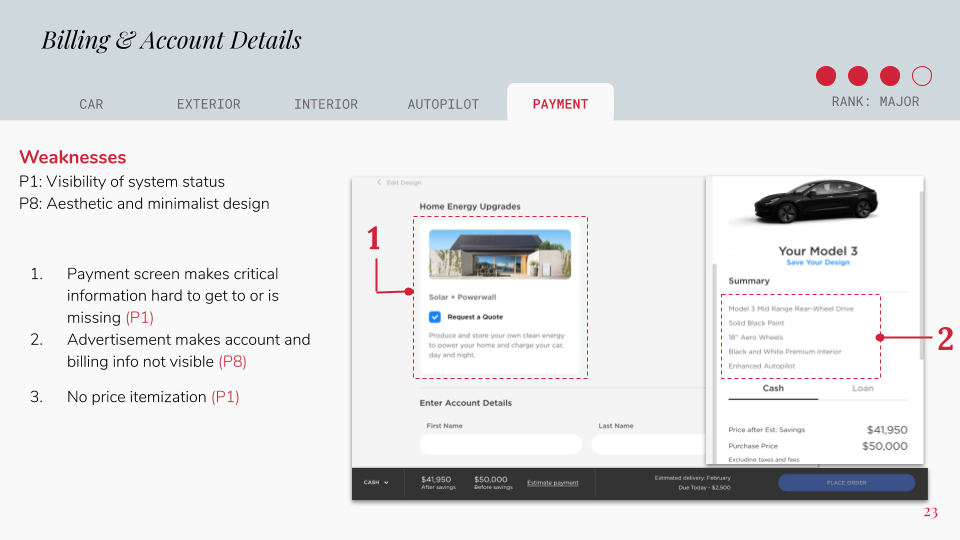 Billing & Account Details
CAR
EXTERIOR
INTERIOR
AUTOPILOT
PAYMENT
RANK: MAJOR
Weaknesses
P1: Visibility of system status
P8: Aesthetic and minimalist design
1. Payment screen makes critical
information hard to get to or is
missing (P1)
2. Advertisement makes account and
billing info not visible (P8)
3. No price itemization (P1)
Edit Design
Home Energy Upgrades
1
Solar + Powerwall
Request a Quote
Produce and store your own clean energy
to power your home and charge your car,
day and night.
Enter Account Details
First Name
Last Name
Your Model 3
Save Your Design
Summary
Model 3 Mid Range Rear-Wheel Drive
Solid Black Paint
18" Aero Wheels
Black and White Premium Interior
Enhanced Autopilot
2
Cash
Loan
Price after Est. Savings $41,950
Purchase Price $50,000
Excluding taxes and fees
CASH
$41,950
After savings
$50,000
Before savings
Estimate payment
Estimated delivery: February
Due Today - $2,500
PLACE ORDER
23